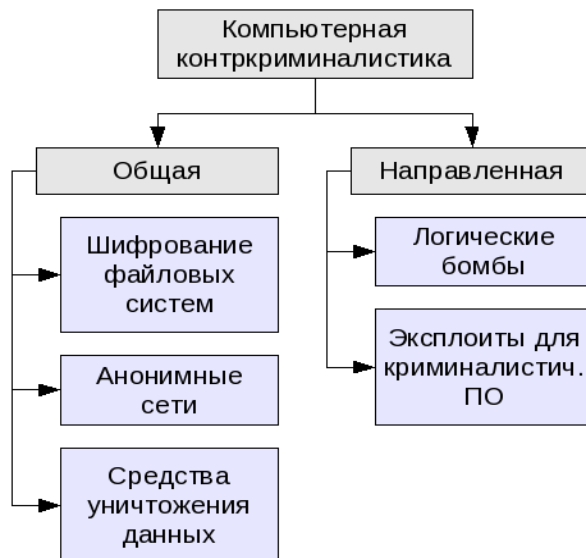 Компьютерная
контркриминалистика
Общая
Направленная
Шифрование
файловых
систем
Анонимные
сети
Средства
уничтожения
данных
Логические
бомбы
Эксплоиты для
криминалистич.
ПО